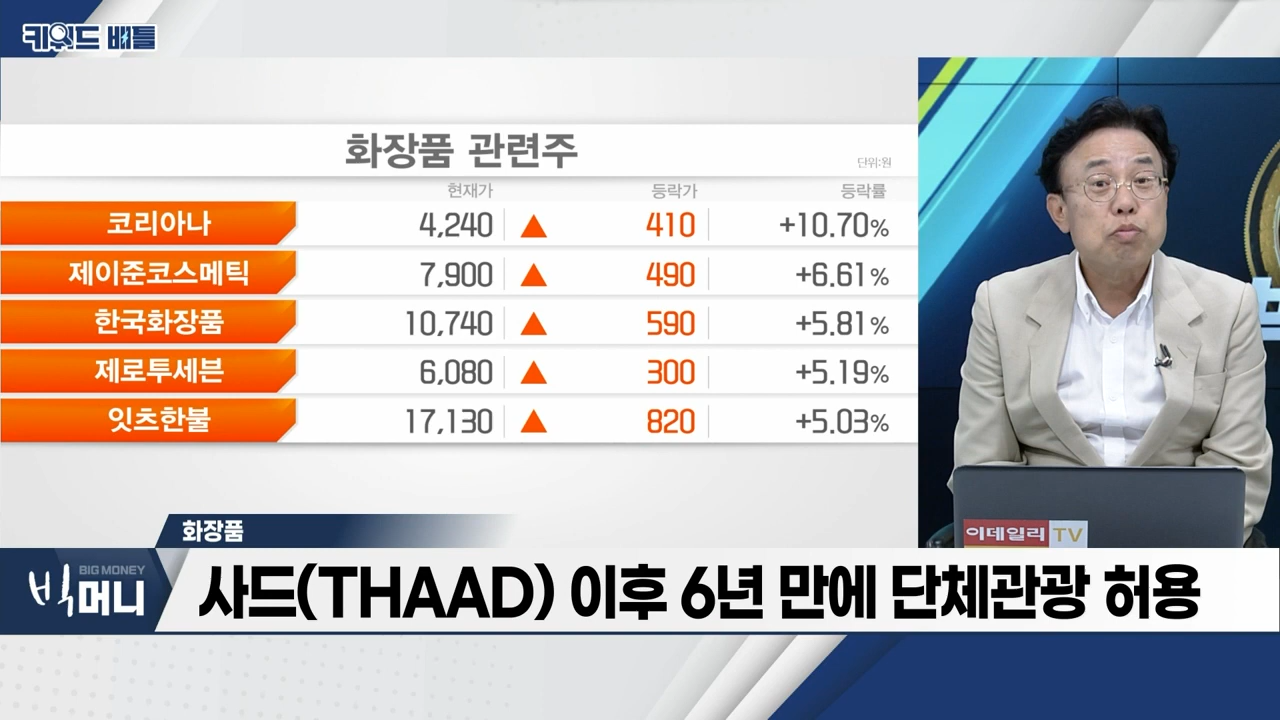 키워드 배틀
화장품 관련주
단위:원
현재가 등락가 등락률
코리아나 4,240 ▲ 410 +10.70%
제이준코스메틱 7,900 ▲ 490 +6.61%
한국화장품 10,740 ▲ 590 +5.81%
제로투세븐 6,080 ▲ 300 +5.19%
잇츠한불 17,130 ▲ 820 +5.03%
이데일리 TV
화장품
BIG MONEY
빅머니
사드(THAAD) 이후 6년 만에 단체관광 허용